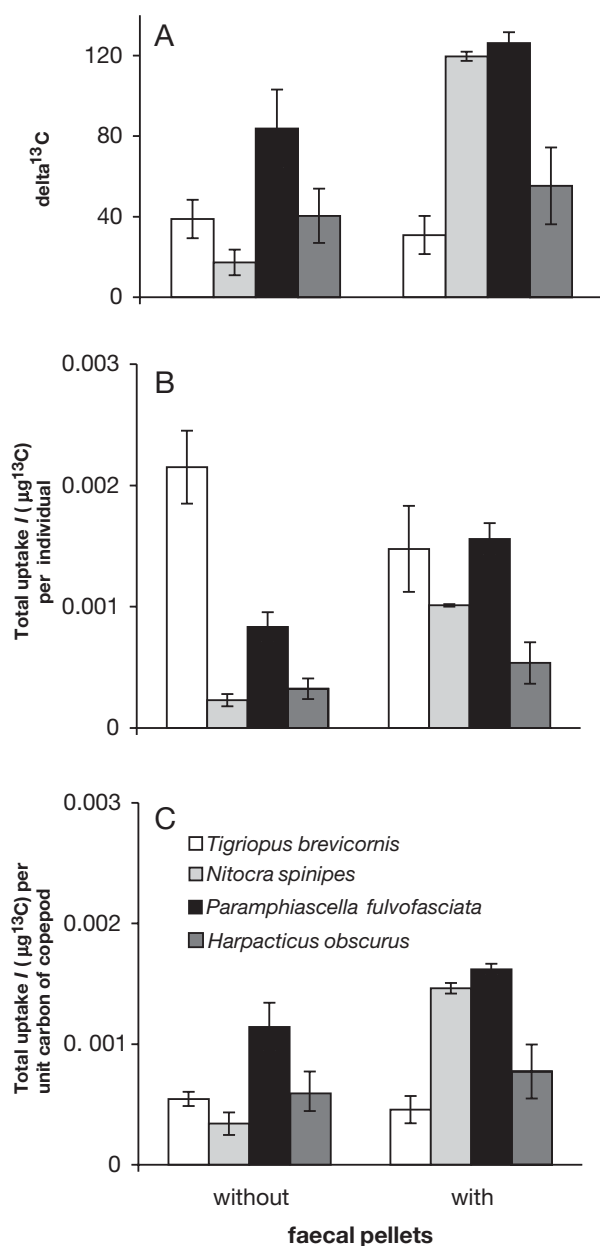 A
120
80
40
0
delta¹³C
B
0.003
0.002
0.001
0
Total uptake I ( µg¹³C)
per individual
C
0.003
0.002
0. 001
0
Total uptake I ( µg¹³C) per
unit carbon of copepod
Tigriopus brevicornis
Nitocra spinipes
Paramphiascella fulvofasciata
Harpacticus obscurus
without
with
faecal pellets